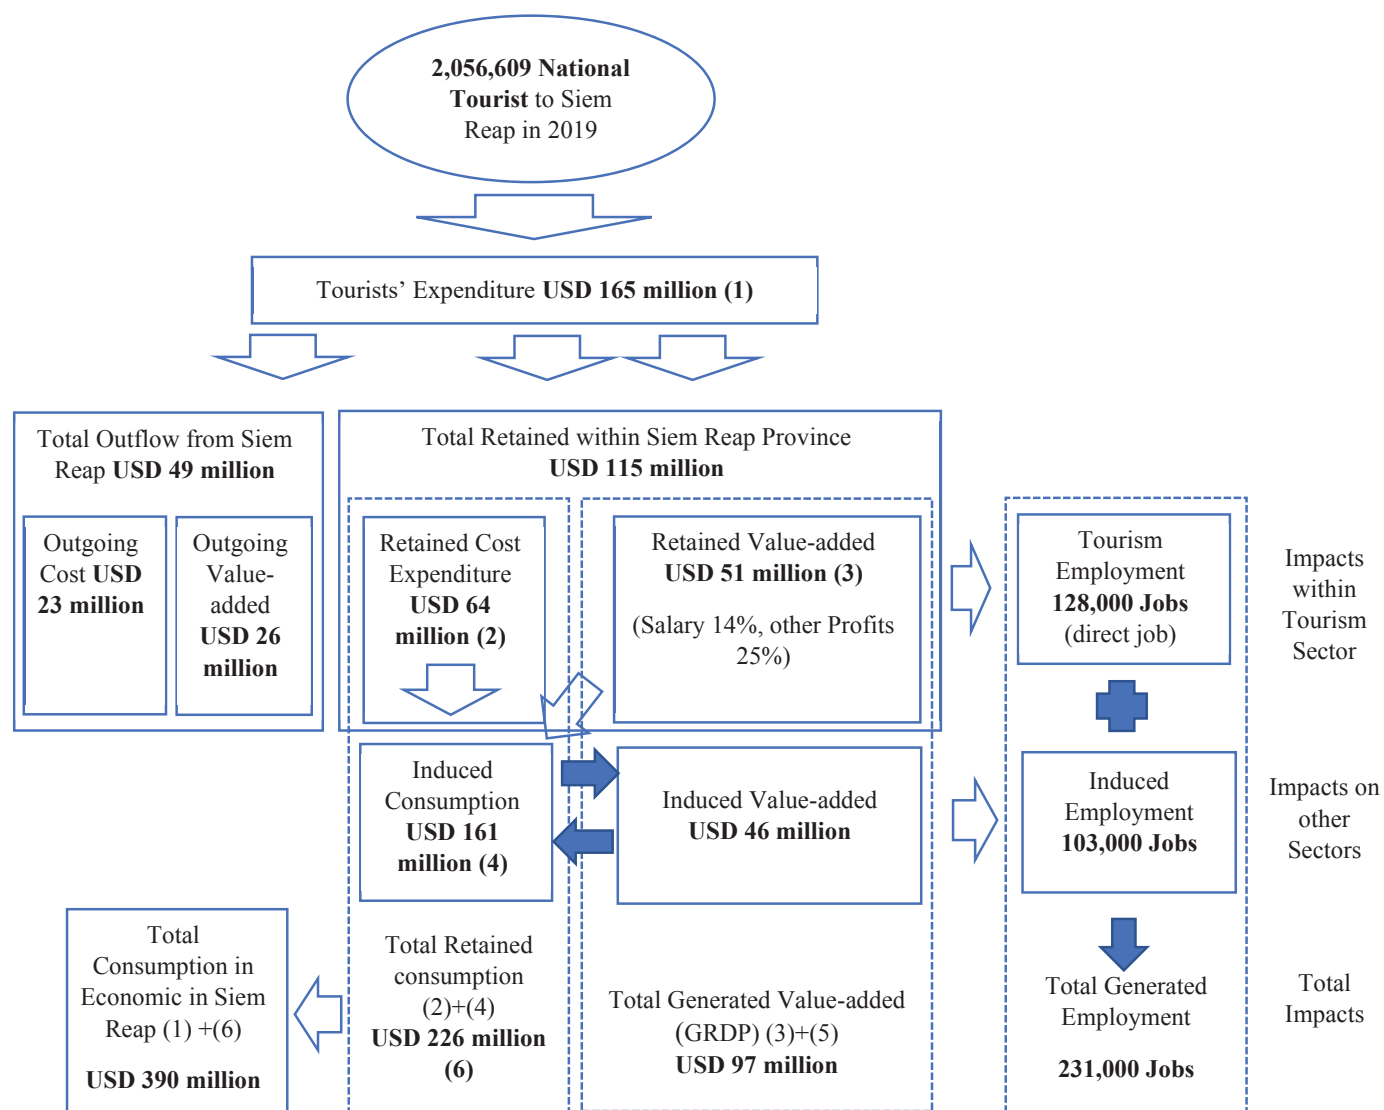 2,056,609 National
Tourist to Siem
Reap in 2019
Tourists’ Expenditure USD 165 million (1)
Total Outflow from Siem
Reap USD 49 million
Total Retained within Siem Reap Province
USD 115 million
Outgoing
Cost USD
23 million
Outgoing
Value-
added
USD 26
million
Retained Cost
Expenditure
USD 64
million (2)
Retained Value-added
USD 51 million (3)
(Salary 14%, other Profits
25%)
Tourism
Employment
128,000 Jobs
(direct job)
Impacts
within
Tourism
Sector
Induced
Consumption
USD 161
million (4)
Induced Value-added
USD 46 million
Induced
Employment
103,000 Jobs
Impacts on
other
Sectors
Total
Consumption in
Economic in Siem
Reap (1) +(6)
USD 390 million
Total Retained
consumption
(2)+(4)
USD 226 million
(6)
Total Generated Value-added
(GRDP) (3)+(5)
USD 97 million
Total Generated
Employment
231,000 Jobs
Total
Impacts